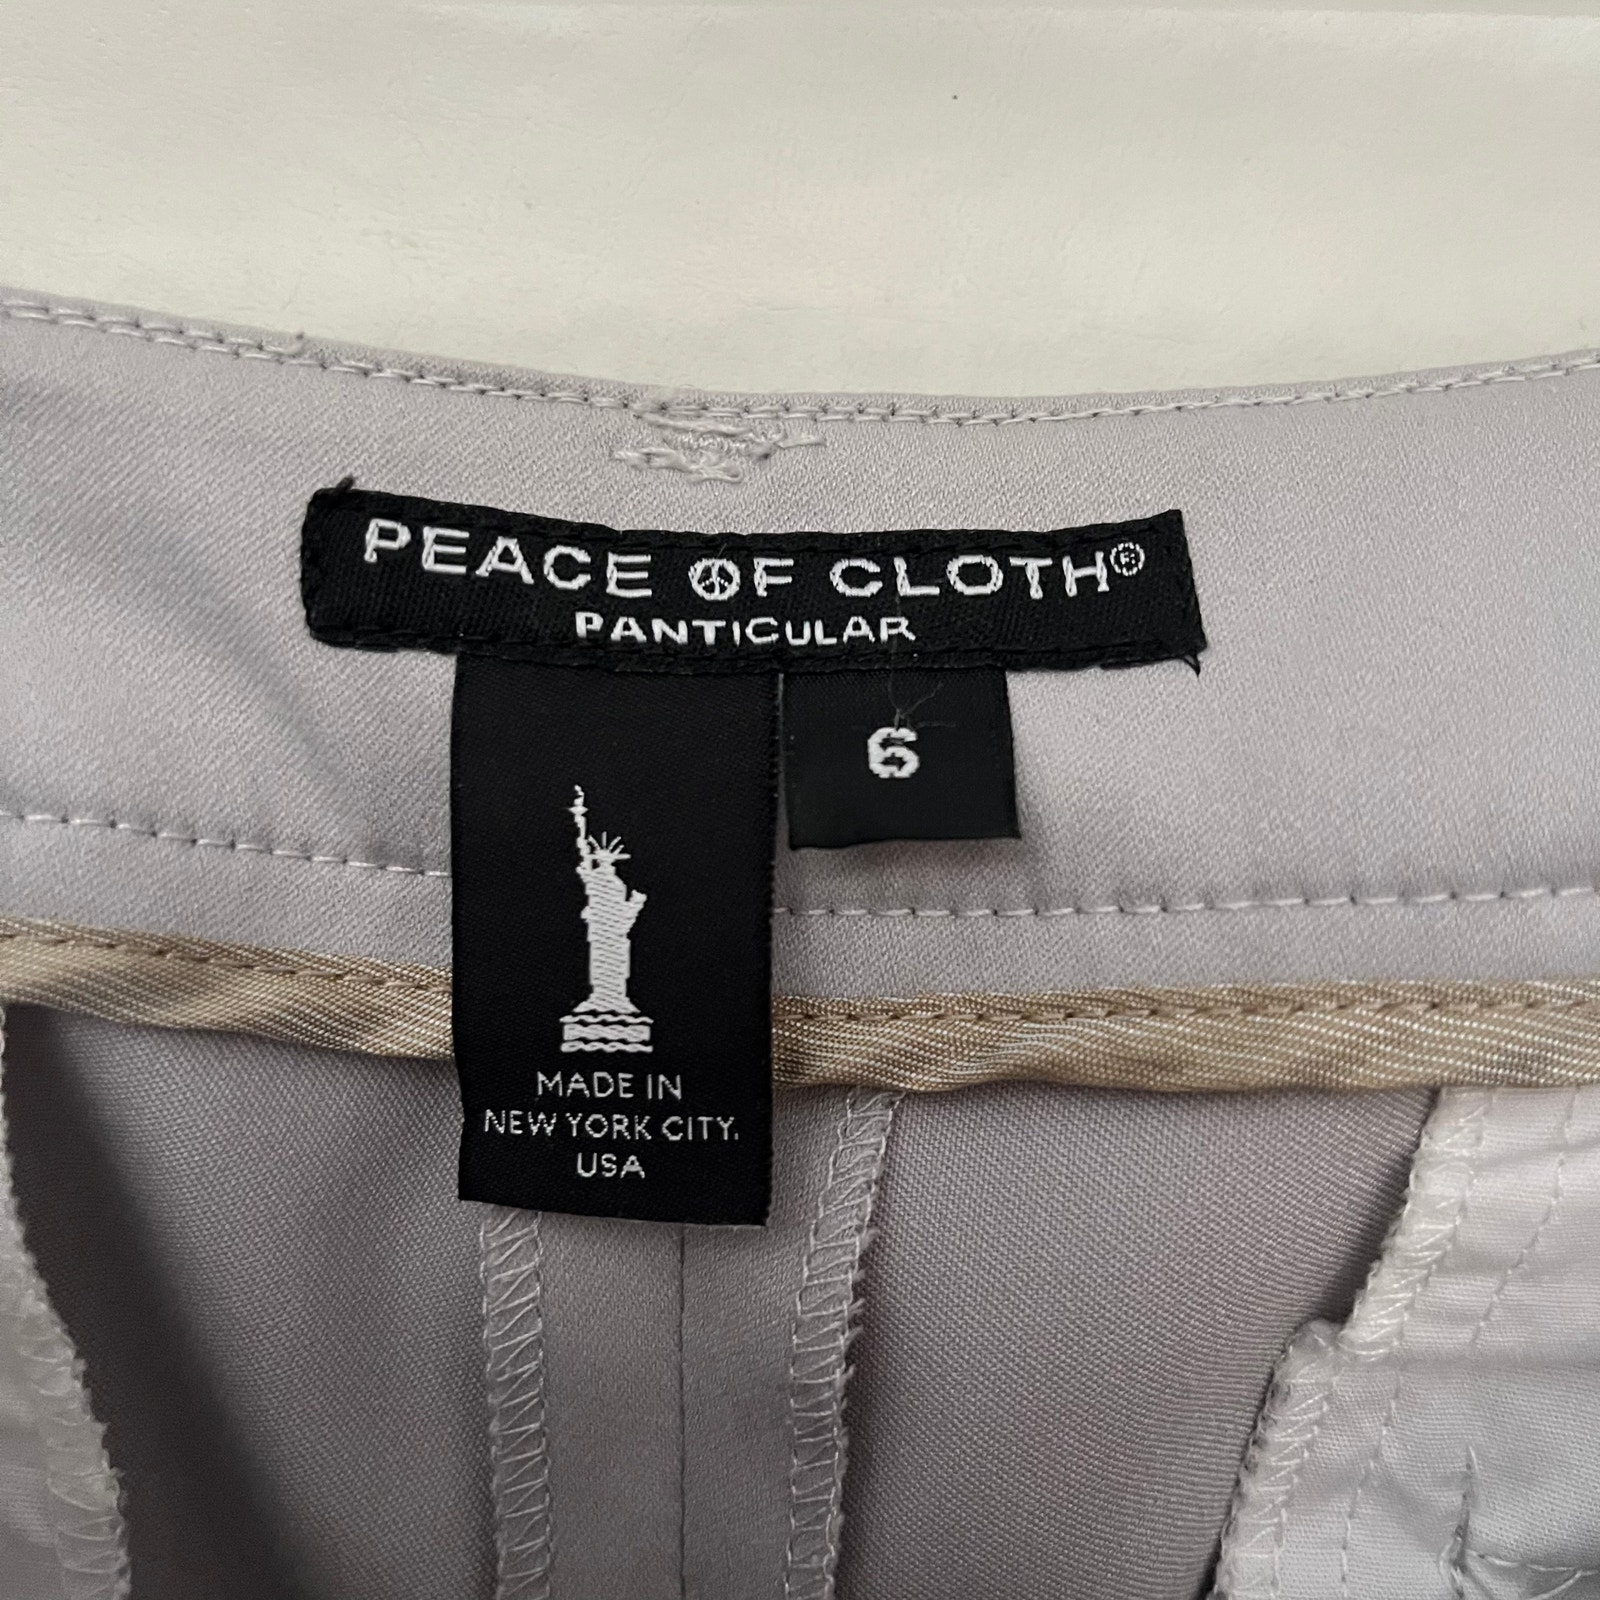 PEACE OF CLOTH®
PANTICULAR
6
MADE IN
NEW YORK CITY.
USA